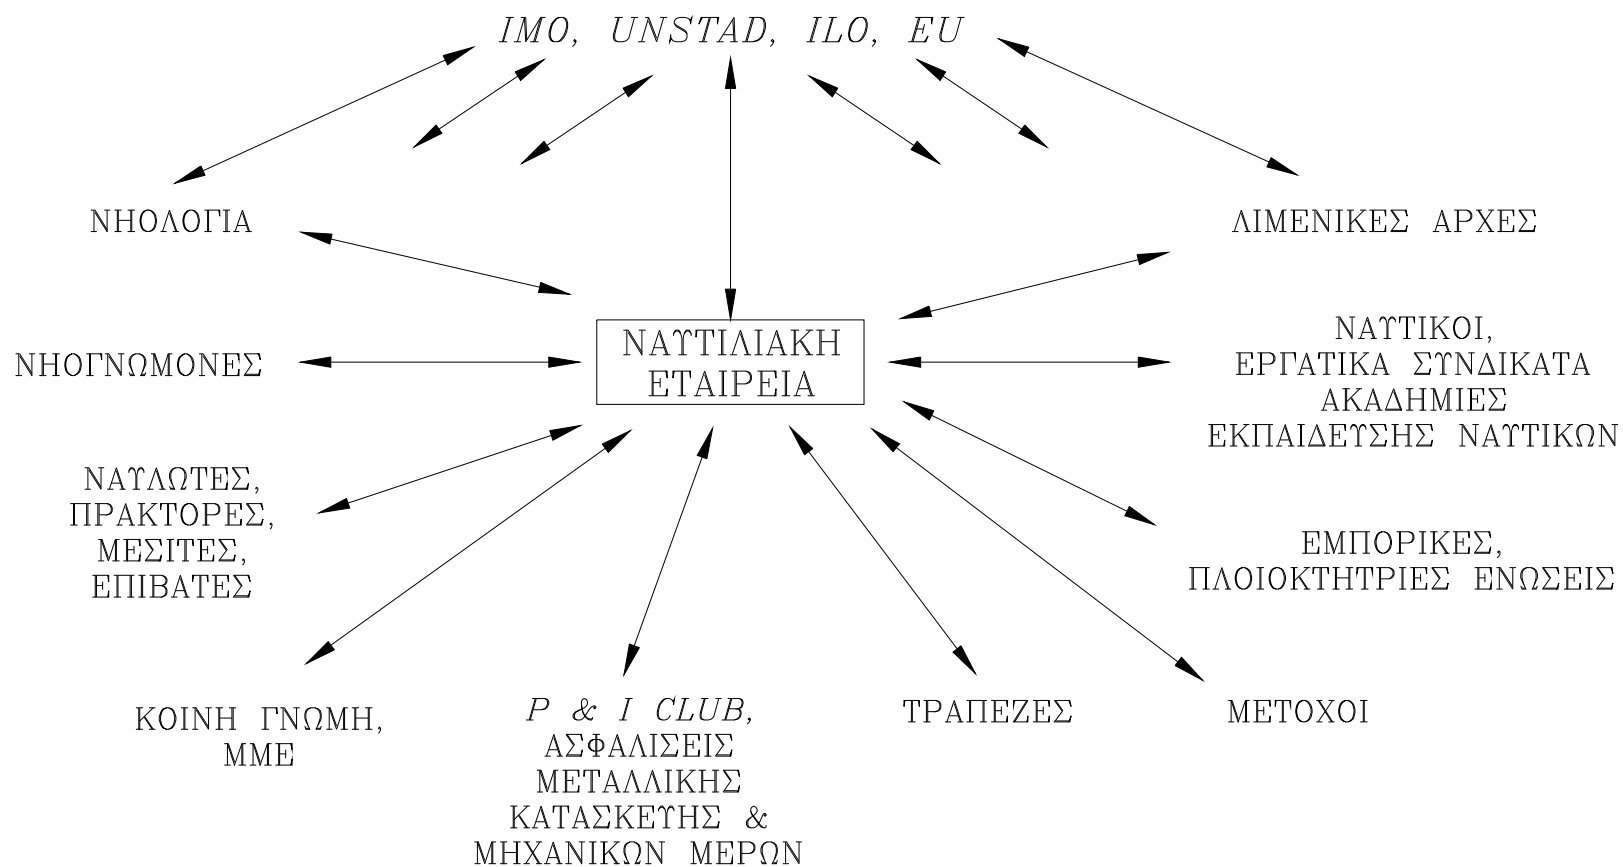 IMO, UNSTAD, ILO, EU
ΝΗΟΛΟΓΙΑ
ΛΙΜΕΝΙΚΕΣ ΑΡΧΕΣ
ΝΑΥΤΙΛΙΑΚΗ
ΕΤΑΙΡΕΙΑ
ΝΗΟΓΝΩΜΟΝΕΣ
ΝΑΥΤΙΚΟΙ,
ΕΡΓΑΤΙΚΑ ΣΥΝΔΙΚΑΤΑ
ΑΚΑΔΗΜΙΕΣ
ΕΚΠΑΙΔΕΥΣΗΣ ΝΑΥΤΙΚΩΝ
ΝΑΥΛΩΤΕΣ,
ΠΡΑΚΤΟΡΕΣ,
ΜΕΣΙΤΕΣ,
ΕΠΙΒΑΤΕΣ
ΕΜΠΟΡΙΚΕΣ,
ΠΛΟΙΟΚΤΗΤΡΙΕΣ ΕΝΩΣΕΙΣ
ΚΟΙΝΗ ΓΝΩΜΗ,
ΜΜΕ
P & I CLUB,
ΑΣΦΑΛΙΣΕΙΣ
ΜΕΤΑΛΛΙΚΗΣ
ΚΑΤΑΣΚΕΥΗΣ &
ΜΗΧΑΝΙΚΩΝ ΜΕΡΩΝ
ΤΡΑΠΕΖΕΣ
ΜΕΤΟΧΟΙ